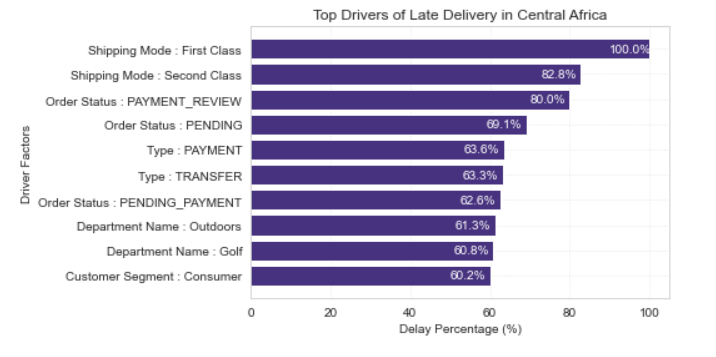 Top Drivers of Late Delivery in Central Africa
Driver Factors
Shipping Mode : First Class 100.0%
Shipping Mode : Second Class 82.8%
Order Status : PAYMENT_REVIEW 80.0%
Order Status : PENDING 69.1%
Type : PAYMENT 63.6%
Type : TRANSFER 63.3%
Order Status : PENDING_PAYMENT 62.6%
Department Name : Outdoors 61.3%
Department Name : Golf 60.8%
Customer Segment : Consumer 60.2%
0 20 40 60 80 100
Delay Percentage (%)